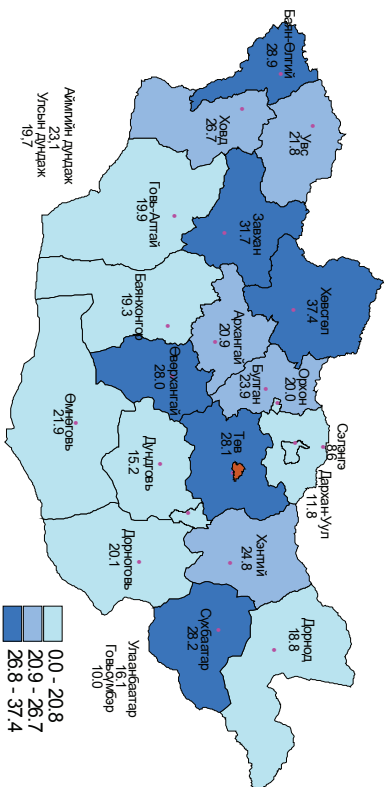 Баян-Өлгий
28.9
Увс
21.8
Ховд
26.7
Завхан
31.7
Хөвсгөл
37.4
Говь-Алтай
19.9
Баянхонгор
19.3
Архангай
20.9
Орхон
20.0
Булган
23.9
Өвөрхангай
28.0
Сэлэнгэ
8.6
Дархан-Уул
11.8
Төв
28.1
Өмнөговь
21.9
Дундговь
15.2
Дорноговь
20.1
Хэнтий
24.8
Дорнод
18.8
Сүхбаатар
28.2
Улаанбаатар
16.1
Говьсүмбэр
10.0
Аймгийн дундаж
23.1
Улсын дундаж
19.7
0.0 - 20.8
20.9 - 26.7
26.8 - 37.4